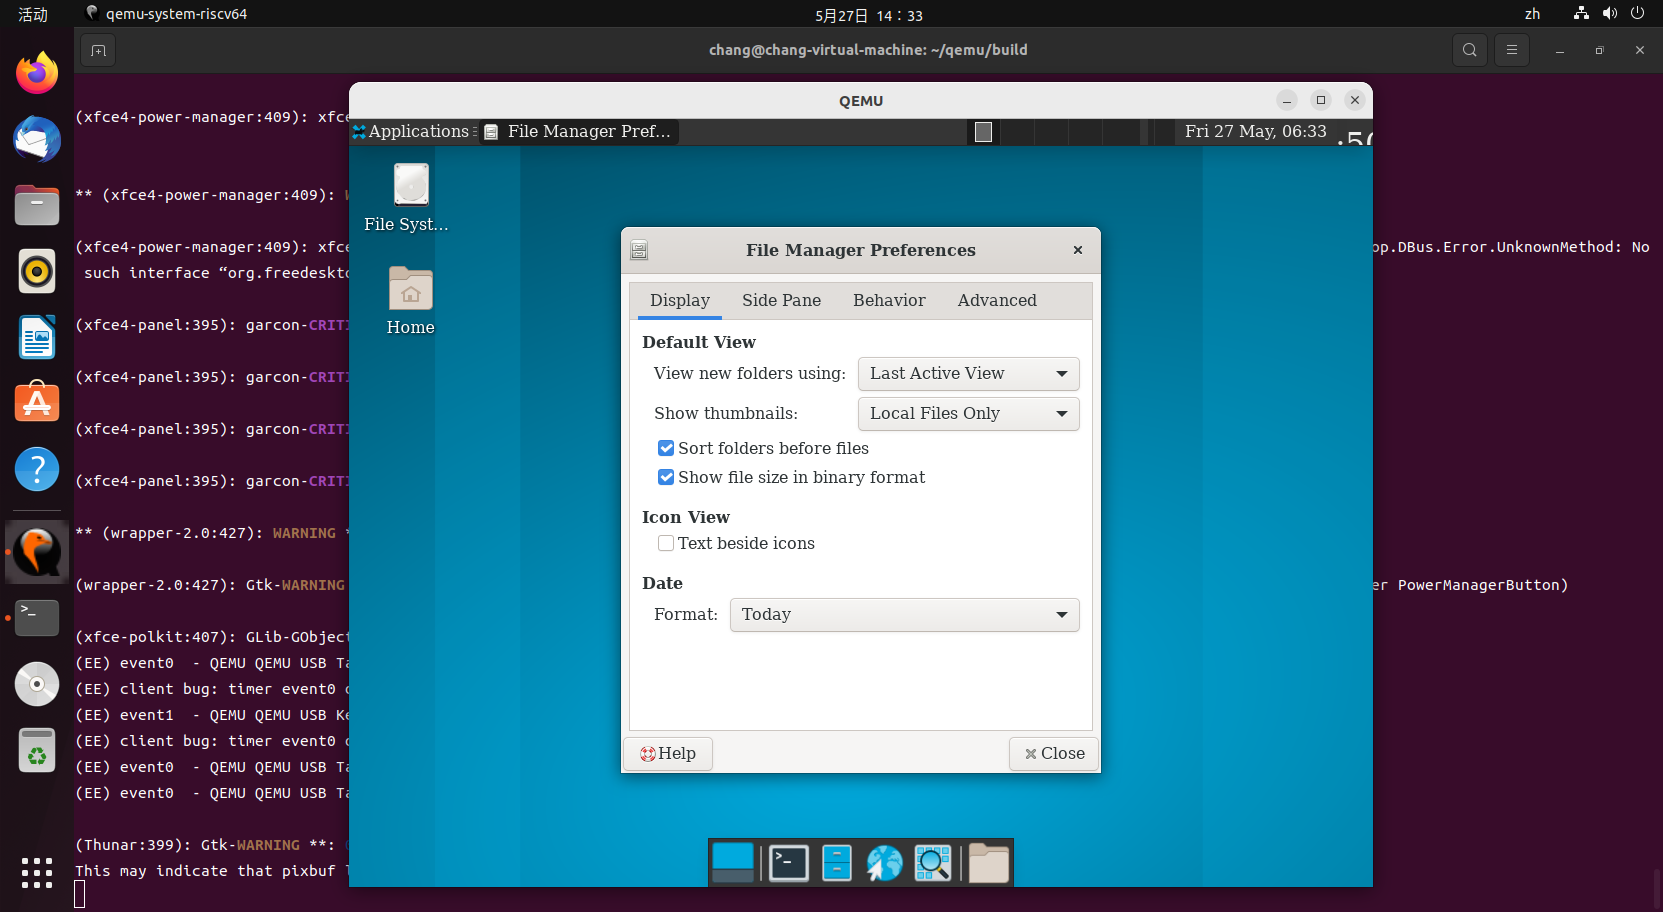 活动
qemu-system-riscv64
5月27日 14：33
zh
chang@chang-virtual-machine: ~/qemu/build
(xfce4-power-manager:409): xfce
** (xfce4-power-manager:409):
(xfce4-power-manager:409): xfce
op.DBus.Error.UnknownMethod: No
such interface “org.freedeskto
(xfce4-panel:395): garcon-CRITI
(xfce4-panel:395): garcon-CRITI
(xfce4-panel:395): garcon-CRITI
(xfce4-panel:395): garcon-CRITI
** (wrapper-2.0:427): WARNING *
(wrapper-2.0:427): Gtk-WARNING
er PowerManagerButton)
(xfce-polkit:407): GLib-GObject
(EE) event0 - QEMU QEMU USB Ta
(EE) client bug: timer event0 d
(EE) event1 - QEMU QEMU USB Ke
(EE) client bug: timer event0 d
(EE) event0 - QEMU QEMU USB Ta
(EE) event0 - QEMU QEMU USB Ta
(Thunar:399): Gtk-WARNING **:
This may indicate that pixbuf l
QEMU
Applications
File Manager Pref...
Fri 27 May, 06:33
File Syst...
Home
File Manager Preferences
Display Side Pane Behavior Advanced
Default View
View new folders using: Last Active View
Show thumbnails: Local Files Only
Sort folders before files
Show file size in binary format
Icon View
Text beside icons
Date
Format: Today
Help
Close